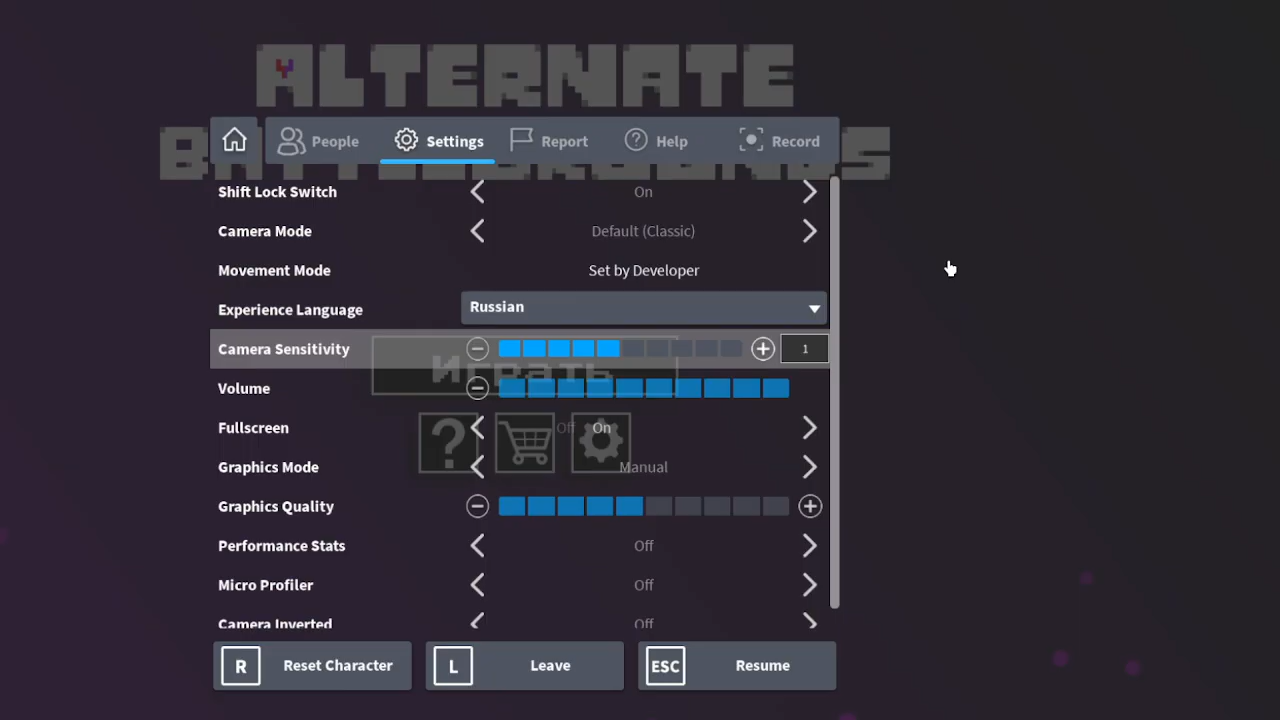 ALTERNATE
BATTLEGROUNDS
People
Settings
Report
Help
Record
Shift Lock Switch
On
Camera Mode
Default (Classic)
Movement Mode
Set by Developer
Experience Language
Russian
Camera Sensitivity
1
Играть
Volume
Fullscreen
Off
On
Graphics Mode
Manual
Graphics Quality
Performance Stats
Off
Micro Profiler
Off
Camera Inverted
Off
R
Reset Character
L
Leave
ESC
Resume